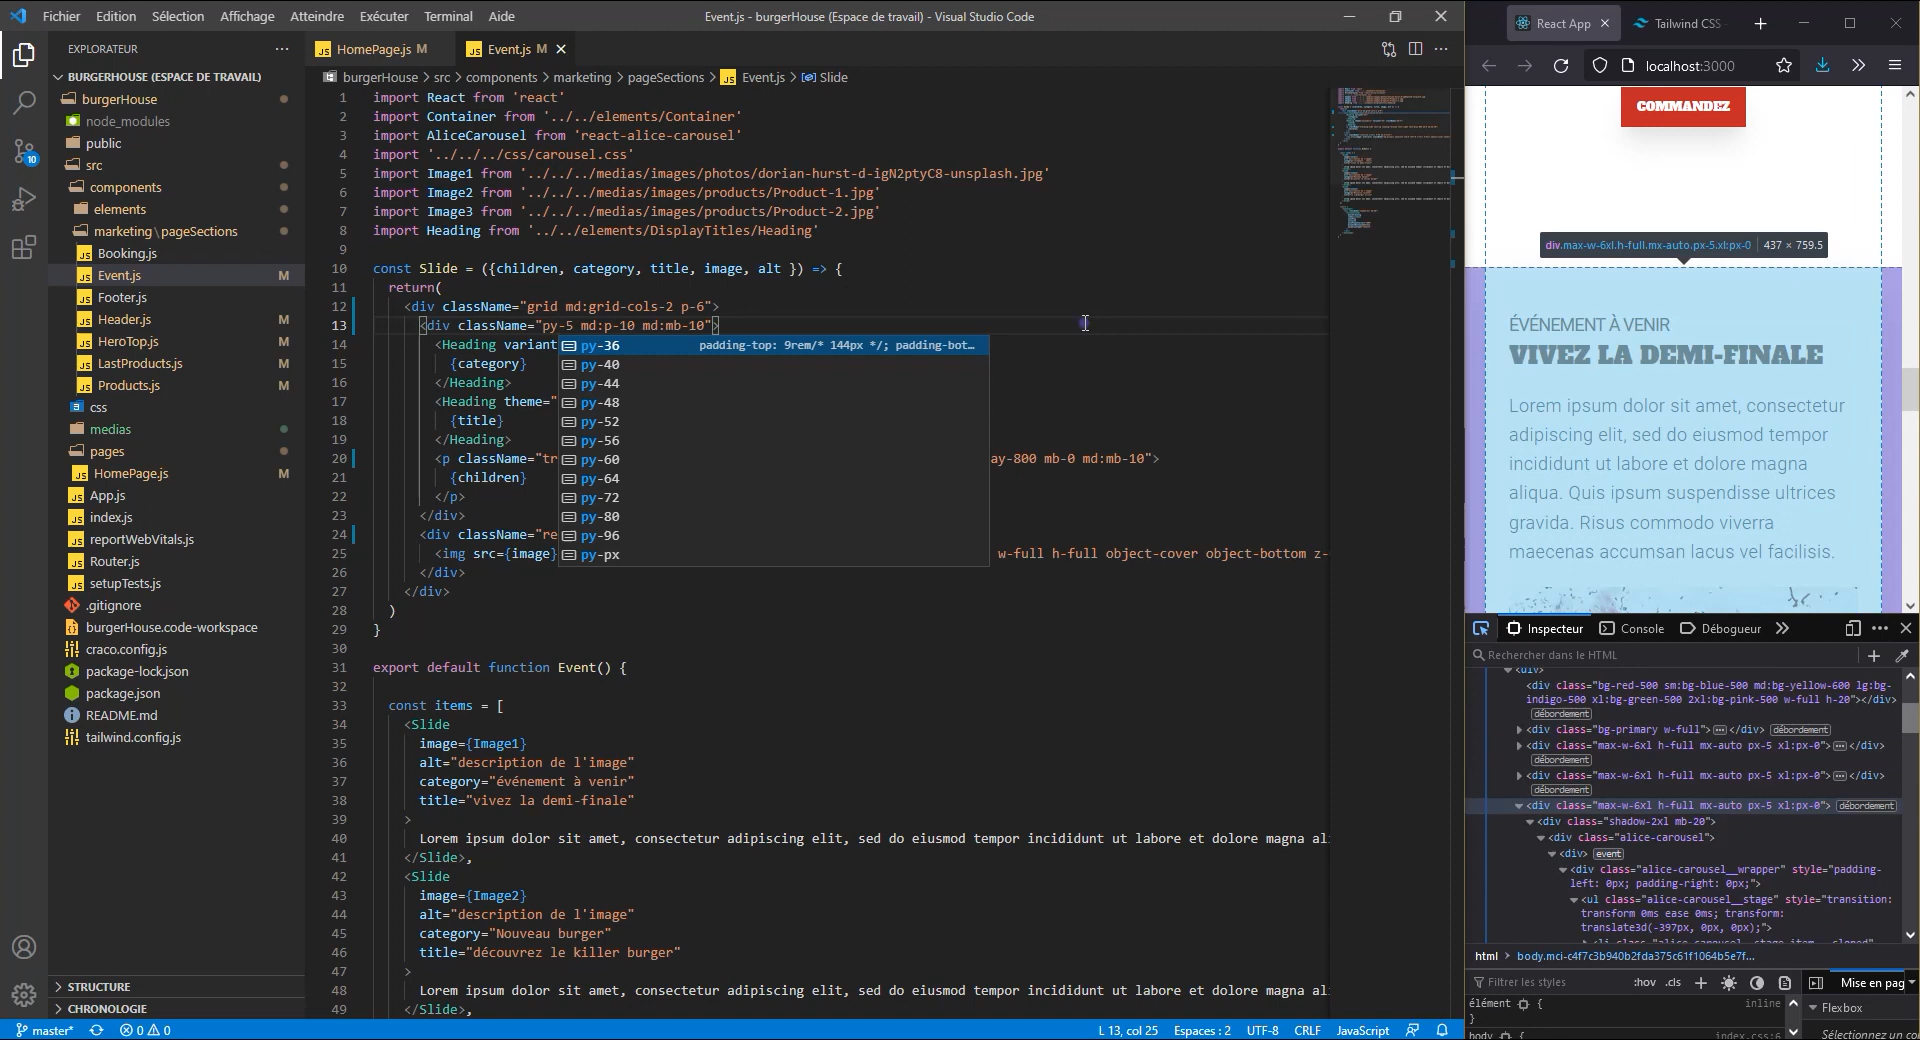 Fichier Edition Sélection Affichage Atteindre Exécuter Terminal Aide
Event.js - burgerHouse (Espace de travail) - Visual Studio Code
EXPLORATEUR
BURGERHOUSE (ESPACE DE TRAVAIL)
burgerHouse
node_modules
public
src
components
elements
marketing \ pageSections
Booking.js
Event.js M
Footer.js
Header.js M
HeroTop.js M
LastProducts.js M
Products.js M
css
medias
pages
HomePage.js M
App.js
index.js
reportWebVitals.js
Router.js
setupTests.js
.gitignore
burgerHouse.code-workspace
craco.config.js
package-lock.json
package.json
README.md
tailwind.config.js
STRUCTURE
CHRONOLOGIE
10
HomePage.js M
Event.js M
burgerHouse > src > components > marketing > pageSections > Event.js > Slide
1 import React from 'react'
2 import Container from '../../elements/Container'
3 import AliceCarousel from 'react-alice-carousel'
4 import '../../../css/carousel.css'
5 import Image1 from '../../../medias/images/photos/dorian-hurst-d-igN2ptyC8-unsplash.jpg'
6 import Image2 from '../../../medias/images/products/Product-1.jpg'
7 import Image3 from '../../../medias/images/products/Product-2.jpg'
8 import Heading from '../../elements/DisplayTitles/Heading'
9
10 const Slide = ({children, category, title, image, alt }) => {
11 return(
12 <div className="grid md:grid-cols-2 p-6">
13 <div className="py-5 md:p-10 md:mb-10">
14 <Heading variant
15 {category}
16 </Heading>
17 <Heading theme="
18 {title}
19 </Heading>
20 <p className="tr ay-800 mb-0 md:mb-10">
21 {children}
22 </p>
23 </div>
24 <div className="re
25 <img src={image} w-full h-full object-cover object-bottom z-
26 </div>
27 </div>
28 )
29 }
30
31 export default function Event() {
32
33 const items = [
34 <Slide
35 image={Image1}
36 alt="description de l'image"
37 category="événement à venir"
38 title="vivez la demi-finale"
39 >
40 Lorem ipsum dolor sit amet, consectetur adipiscing elit, sed do eiusmod tempor incididunt ut labore et dolore magna al
41 </Slide>,
42 <Slide
43 image={Image2}
44 alt="description de l'image"
45 category="Nouveau burger"
46 title="découvrez le killer burger"
47 >
48 Lorem ipsum dolor sit amet, consectetur adipiscing elit, sed do eiusmod tempor incididunt ut labore et dolore magna al
49 </Slide>,
py-36 padding-top: 9rem/* 144px */; padding-bot…
py-40
py-44
py-48
py-52
py-56
py-60
py-64
py-72
py-80
py-96
py-px
master* 0 0
L 13, col 25 Espaces : 2 UTF-8 CRLF JavaScript
React App
Tailwind CSS
localhost:3000
COMMANDEZ
div.max-w-6xl.h-full.mx-auto.px-5.xl:px-0 437 × 759.5
ÉVÉNEMENT À VENIR
VIVEZ LA DEMI-FINALE
Lorem ipsum dolor sit amet, consectetur
adipiscing elit, sed do eiusmod tempor
incididunt ut labore et dolore magna
aliqua. Quis ipsum suspendisse ultrices
gravida. Risus commodo viverra
maecenas accumsan lacus vel facilisis.
Inspecteur Console Débogueur
Rechercher dans le HTML
<div>
<div class="bg-red-500 sm:bg-blue-500 md:bg-yellow-600 lg:bg-
indigo-500 xl:bg-green-500 2xl:bg-pink-500 w-full h-20"></div>
débordement
<div class="bg-primary w-full"> </div> débordement
<div class="max-w-6xl h-full mx-auto px-5 xl:px-0"> </div>
débordement
<div class="max-w-6xl h-full mx-auto px-5 xl:px-0"> </div>
débordement
<div class="max-w-6xl h-full mx-auto px-5 xl:px-0"> débordement
<div class="shadow-2xl mb-20">
<div class="alice-carousel">
<div> event
<div class="alice-carousel__wrapper" style="padding-
left: 0px; padding-right: 0px;">
<ul class="alice-carousel__stage" style="transition:
transform 0ms ease 0ms; transform:
translate3d(-397px, 0px, 0px);">
html body.mci-c4f7c3b940b2fda375c61f1064b5e7f…
Filtrer les styles :hov .cls Mise en pag
élément { inline
}
Flexbox
body { index.css:6
Sélectionnez un co